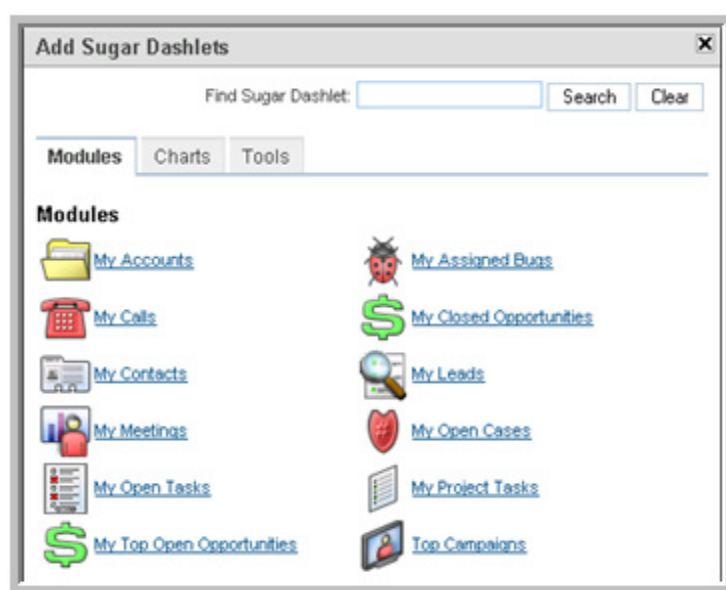 Add Sugar Dashlets
Find Sugar Dashlet: Search Clear
Modules Charts Tools
Modules
My Accounts My Assigned Bugs
My Calls My Closed Opportunities
My Contacts My Leads
My Meetings My Open Cases
My Open Tasks My Project Tasks
My Top Open Opportunities Top Campaigns